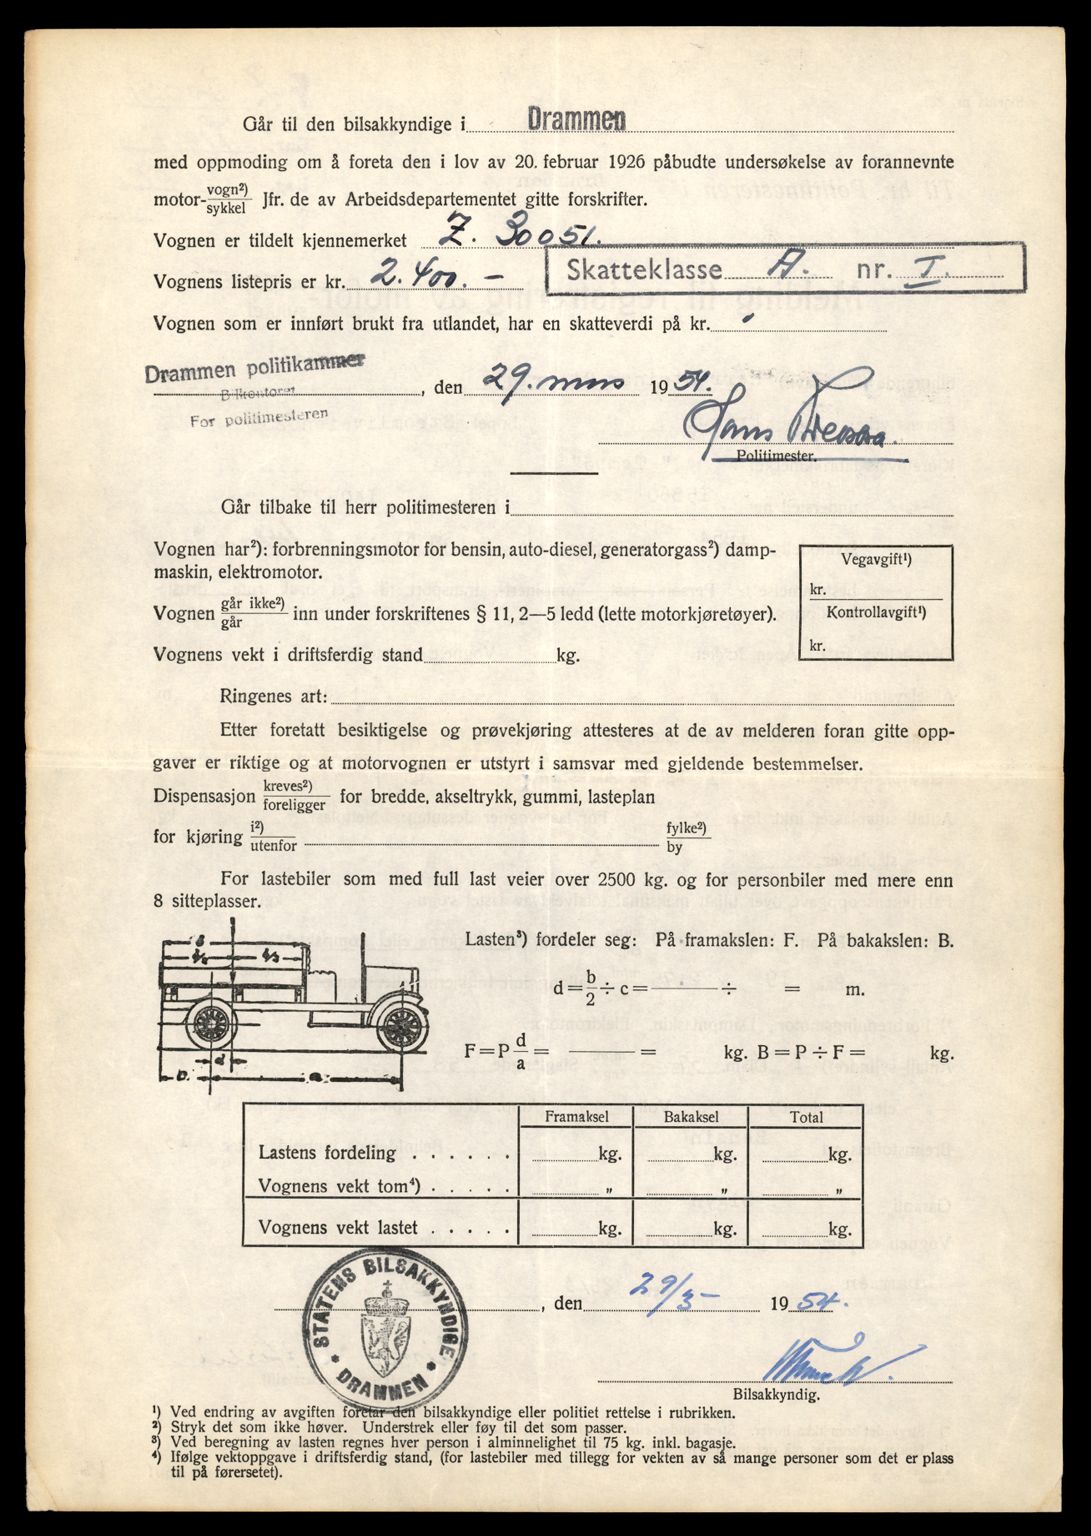 Går til den bilsakkyndige i Drammen
med oppmoding om å foreta den i lov av 20. februar 1926 påbudte undersøkelse av forannevnte
motor- vogn²) / sykkel Jfr. de av Arbeidsdepartementet gitte forskrifter.
Vognen er tildelt kjennemerket Z. 30051.
Skatteklasse A. nr. I.
Vognens listepris er kr. 2.400.-
Vognen som er innført brukt fra utlandet, har en skatteverdi på kr.
Drammen politikammer
Bilkontoret
, den 29. mars 1954.
For politimesteren
Hans
Politimester.
Går tilbake til herr politimesteren i
Vognen har²): forbrenningsmotor for bensin, auto-diesel, generatorgass²) damp-
maskin, elektromotor.
Vegavgift¹)
kr.
Kontrollavgift¹)
kr.
Vognen går ikke²) / går inn under forskriftenes § 11, 2—5 ledd (lette motorkjøretøyer).
Vognens vekt i driftsferdig stand kg.
Ringenes art:
Etter foretatt besiktigelse og prøvekjøring attesteres at de av melderen foran gitte opp-
gaver er riktige og at motorvognen er utstyrt i samsvar med gjeldende bestemmelser.
Dispensasjon kreves²) / foreligger for bredde, akseltrykk, gummi, lasteplan
for kjøring i²) / utenfor fylke²) / by
For lastebiler som med full last veier over 2500 kg. og for personbiler med mere enn
8 sitteplasser.
Lasten³) fordeler seg: På framakslen: F. På bakakslen: B.
d = b/2 ÷ c = ——— ÷ = m.
F = P d/a = ——— = kg. B = P ÷ F = kg.
b
b/2 b/2
d
c. a
Framaksel Bakaksel Total
Lastens fordeling . . . . . . kg. kg. kg.
Vognens vekt tom⁴) . . . . . „ „ „
Vognens vekt lastet . . . . . kg. kg. kg.
STATENS BILSAKKYNDIGE
DRAMMEN
, den 29/3- 1954.
Bilsakkyndig.
¹) Ved endring av avgiften foretar den bilsakkyndige eller politiet rettelse i rubrikken.
²) Stryk det som ikke høver. Understrek eller føy til det som passer.
³) Ved beregning av lasten regnes hver person i alminnelighet til 75 kg. inkl. bagasje.
⁴) Ifølge vektoppgave i driftsferdig stand, (for lastebiler med tillegg for vekten av så mange personer som det er plass
til på førersetet).